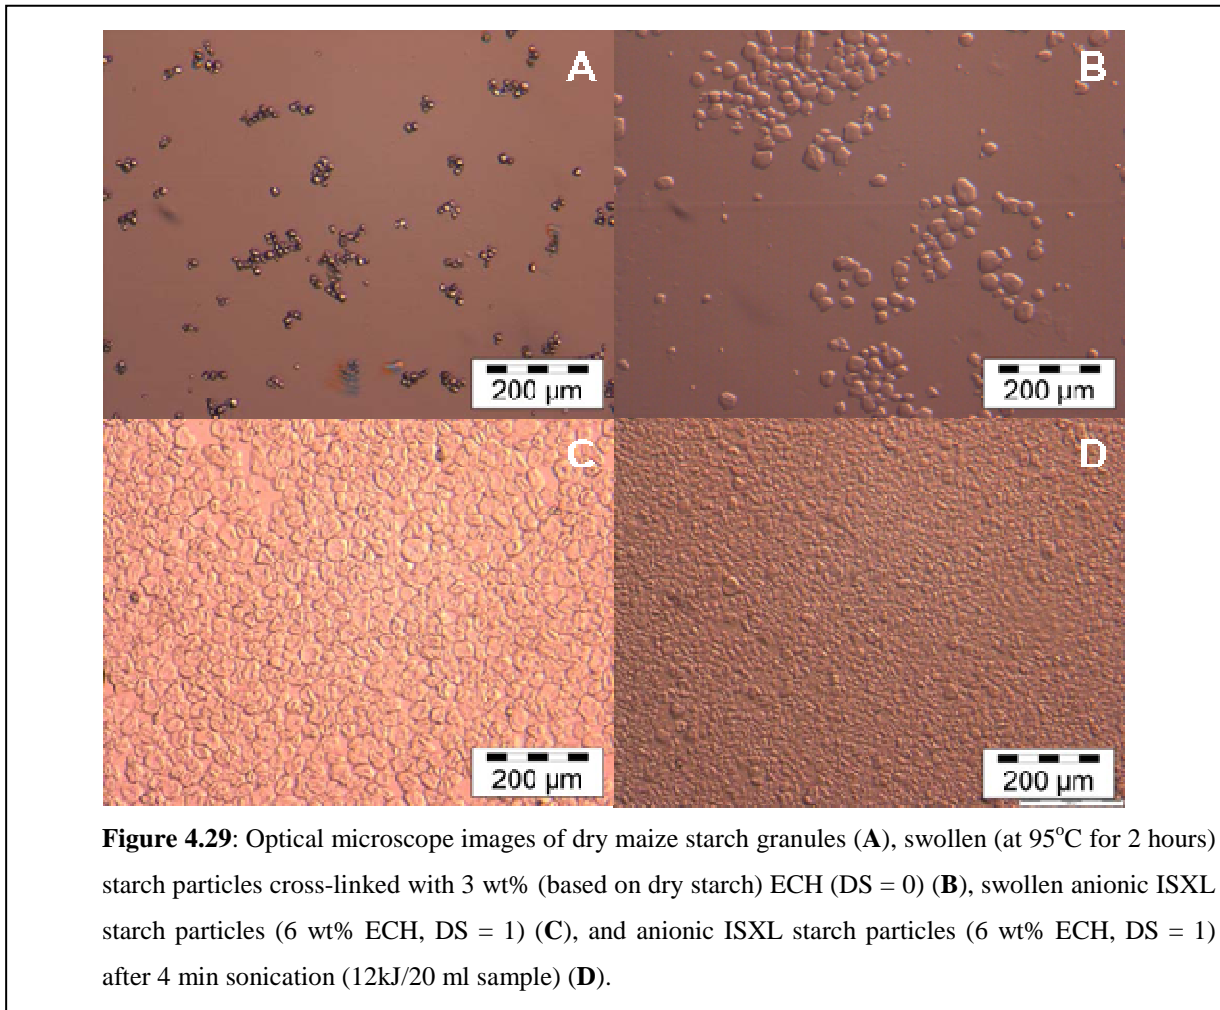 A
B
200 µm
200 µm
C
D
200 µm
200 µm
Figure 4.29: Optical microscope images of dry maize starch granules (A), swollen (at 95°C for 2 hours)
starch particles cross-linked with 3 wt% (based on dry starch) ECH (DS = 0) (B), swollen anionic ISXL
starch particles (6 wt% ECH, DS = 1) (C), and anionic ISXL starch particles (6 wt% ECH, DS = 1)
after 4 min sonication (12kJ/20 ml sample) (D).